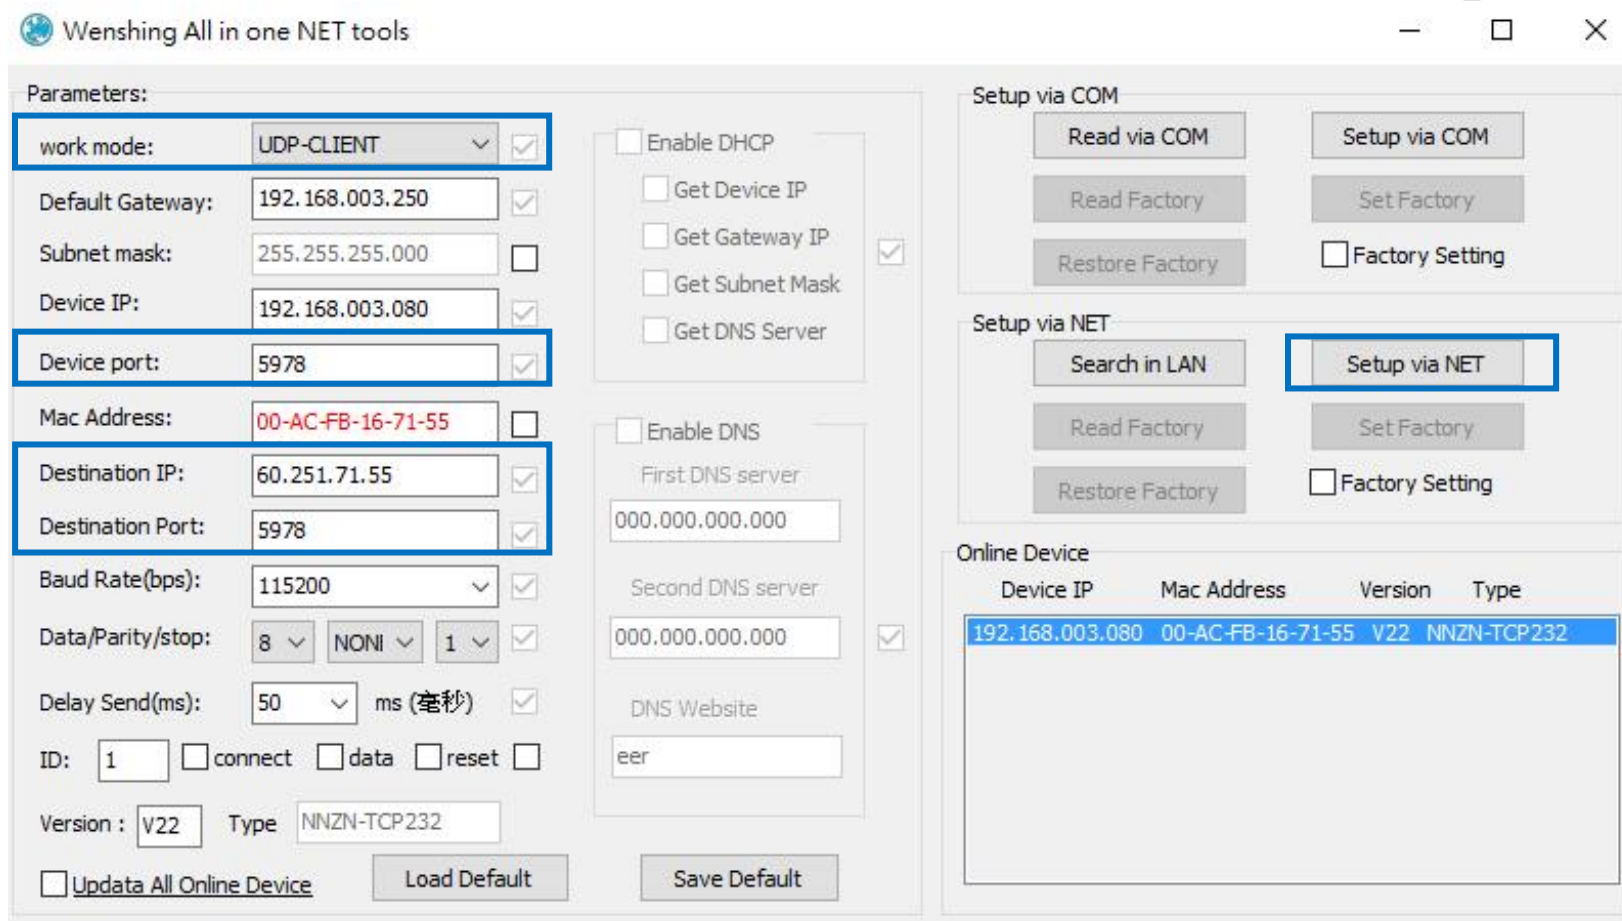 Wenshing All in one NET tools
Parameters:
work mode: UDP-CLIENT
Default Gateway: 192.168.003.250
Subnet mask: 255.255.255.000
Device IP: 192.168.003.080
Device port: 5978
Mac Address: 00-AC-FB-16-71-55
Destination IP: 60.251.71.55
Destination Port: 5978
Baud Rate(bps): 115200
Data/Parity/stop: 8 NONI 1
Delay Send(ms): 50 ms (毫秒)
ID: 1 connect data reset
Version : V22 Type NNZN-TCP232
Updata All Online Device Load Default Save Default
Enable DHCP
Get Device IP
Get Gateway IP
Get Subnet Mask
Get DNS Server
Enable DNS
First DNS server
000.000.000.000
Second DNS server
000.000.000.000
DNS Website
eer
Setup via COM
Read via COM Setup via COM
Read Factory Set Factory
Restore Factory Factory Setting
Setup via NET
Search in LAN Setup via NET
Read Factory Set Factory
Restore Factory Factory Setting
Online Device
Device IP Mac Address Version Type
192.168.003.080 00-AC-FB-16-71-55 V22 NNZN-TCP232